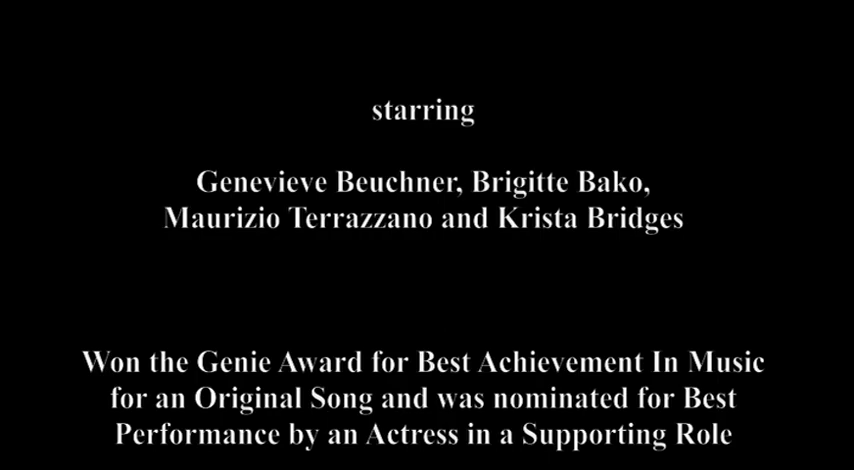 starring
Genevieve Beuchner, Brigitte Bako,
Maurizio Terrazzano and Krista Bridges
Won the Genie Award for Best Achievement In Music
for an Original Song and was nominated for Best
Performance by an Actress in a Supporting Role